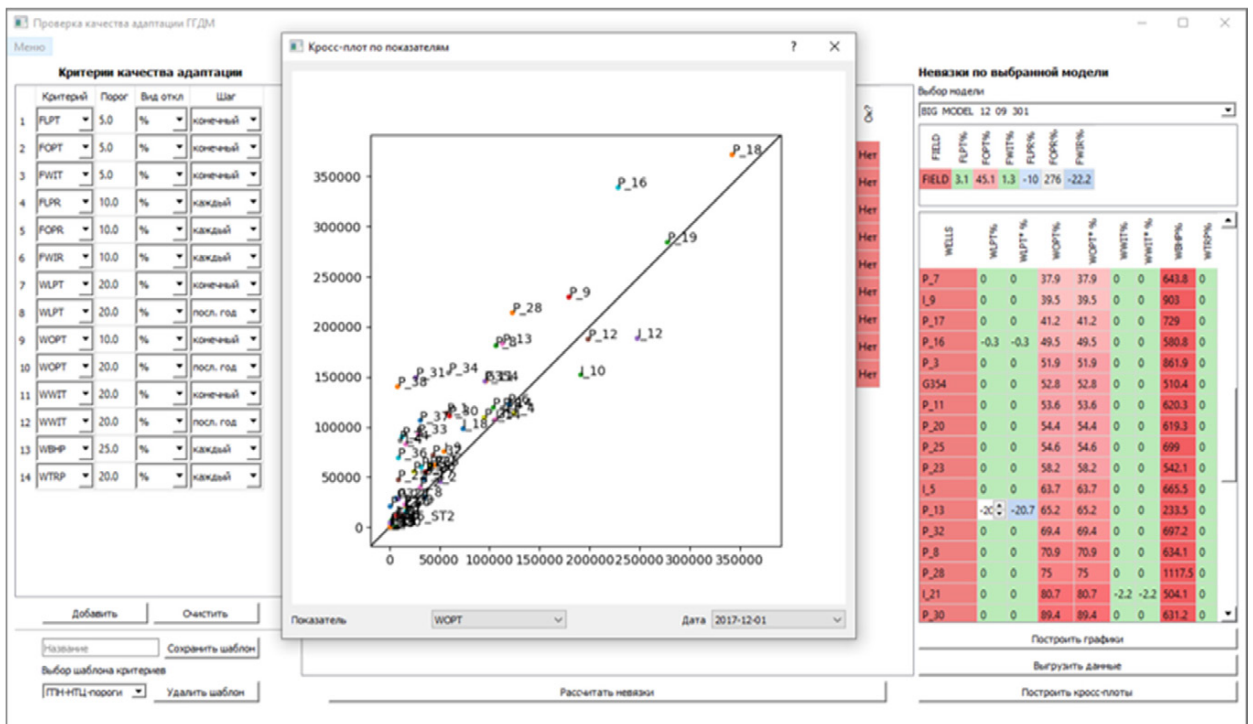 Проверка качества адаптации ГГДМ
Меню
Критерии качества адаптации
Критерий Порог Вид откл Шаг
1 FLPT 5.0 % конечный
2 FOPT 5.0 % конечный
3 FWIT 5.0 % конечный
4 FLPR 10.0 % каждый
5 FOPR 10.0 % каждый
6 FWIR 10.0 % каждый
7 WLPT 20.0 % конечный
8 WLPT 20.0 % посл. год
9 WOPT 10.0 % конечный
10 WOPT 20.0 % посл. год
11 WWIT 20.0 % конечный
12 WWIT 20.0 % посл. год
13 WBHP 25.0 % каждый
14 WTRP 20.0 % каждый
Добавить Очистить
Название Сохранить шаблон
Выбор шаблона критериев
ГПН-НТЦ-пороги Удалить шаблон
Кросс-плот по показателям ? ×
P_18
P_16
P_19
P_9
P_28
P_12
I_12
P_13
I_10
P_34
P_31
P_38
P_37
I_18
P_33
P_36
350000
300000
250000
200000
150000
100000
50000
0
0 50000 100000 150000 200000 250000 300000 350000
Показатель WOPT Дата 2017-12-01
Ok?
Нет
Нет
Нет
Нет
Нет
Нет
Нет
Нет
Нет
Рассчитать невязки
Невязки по выбранной модели
Выбор модели
BIG MODEL 12 09 301
FIELD FLPT% FOPT% FWIT% FLPR% FOPR% FWIR%
FIELD 3.1 45.1 1.3 -10 276 -22.2
WELLS WLPT% WLPT* % WOPT% WOPT* % WWIT% WWIT* % WBHP% WTRP%
P_7 0 0 37.9 37.9 0 0 643.8 0
I_9 0 0 39.5 39.5 0 0 903 0
P_17 0 0 41.2 41.2 0 0 729 0
P_16 -0.3 -0.3 49.5 49.5 0 0 580.8 0
P_3 0 0 51.9 51.9 0 0 861.9 0
G354 0 0 52.8 52.8 0 0 510.4 0
P_11 0 0 53.6 53.6 0 0 620.3 0
P_20 0 0 54.4 54.4 0 0 619.3 0
P_25 0 0 54.6 54.6 0 0 699 0
P_23 0 0 58.2 58.2 0 0 542.1 0
I_5 0 0 63.7 63.7 0 0 665.5 0
P_13 -20 -20.7 65.2 65.2 0 0 233.5 0
P_32 0 0 69.4 69.4 0 0 697.2 0
P_8 0 0 70.9 70.9 0 0 634.1 0
P_28 0 0 75 75 0 0 1117.5 0
I_21 0 0 80.7 80.7 -2.2 -2.2 504.1 0
P_30 0 0 89.4 89.4 0 0 631.2 0
Построить графики
Выгрузить данные
Построить кросс-плоты